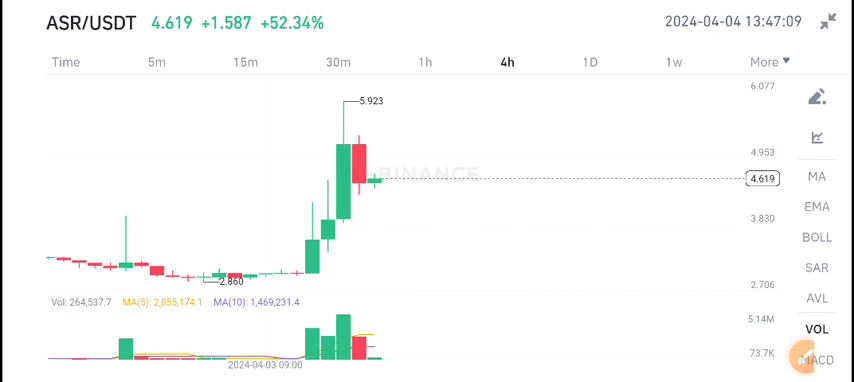 ASR/USDT 4.619 +1.587 +52.34% 2024-04-04 13:47:09
Time 5m 15m 30m 1h 4h 1D 1w More
6.077
5.923
4.953
BINANCE
4.619
MA
EMA
3.830
BOLL
SAR
2.860
2.706
AVL
Vol: 264,537.7 MA(5): 2,855,174.1 MA(10): 1,469,231.4
5.14M
VOL
73.7K
MACD
2024-04-03 09:00